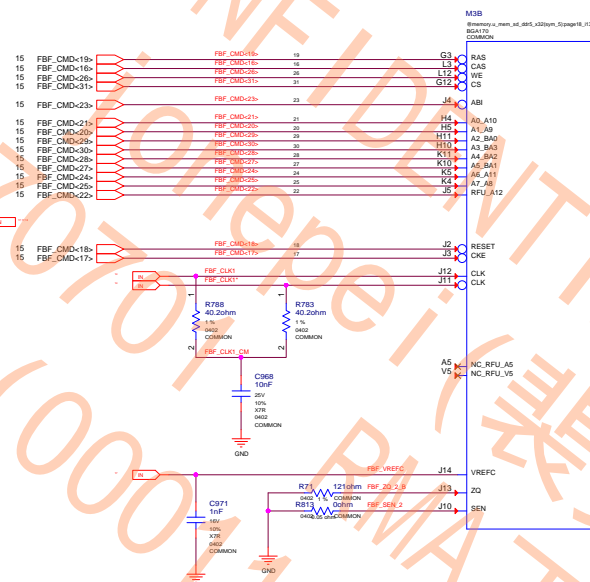 M3B
@memory.u_mem_sd_ddr5_x32(sym_5):page18_i1
BGA170
COMMON
15 FBF_CMD<19> FBF_CMD<19> 19 G3 RAS
15 FBF_CMD<16> FBF_CMD<16> 16 L3 CAS
15 FBF_CMD<26> FBF_CMD<26> 26 L12 WE
15 FBF_CMD<31> FBF_CMD<31> 31 G12 CS
15 FBF_CMD<23> FBF_CMD<23> 23 J4 ABI
15 FBF_CMD<21> FBF_CMD<21> 21 H4 A0_A10
15 FBF_CMD<20> FBF_CMD<20> 20 H5 A1_A9
15 FBF_CMD<29> FBF_CMD<29> 29 H11 A2_BA0
15 FBF_CMD<30> FBF_CMD<30> 30 H10 A3_BA3
15 FBF_CMD<28> FBF_CMD<28> 28 K11 A4_BA2
15 FBF_CMD<27> FBF_CMD<27> 27 K10 A5_BA1
15 FBF_CMD<24> FBF_CMD<24> 24 K5 A6_A11
15 FBF_CMD<25> FBF_CMD<25> 25 K4 A7_A8
15 FBF_CMD<22> FBF_CMD<22> 22 J5 RFU_A12
15 FBF_CMD<18> FBF_CMD<18> 18 J2 RESET
15 FBF_CMD<17> FBF_CMD<17> 17 J3 CKE
IN FBF_CLK1 J12 CLK
IN FBF_CLK1* J11 CLK
1 1
R788 R783
40.2ohm 40.2ohm
1 % 1 %
0402 0402
COMMON COMMON
2 2
FBF_CLK1_CM
A5 NC_RFU_A5
V5 NC_RFU_V5
C968
10nF
25V
10%
X7R
0402
COMMON
GND
IN FBF_VREFC J14 VREFC
R71 121ohm FBF_ZQ_2_B J13 ZQ
0402 1 % COMMON
R813 0ohm FBF_SEN_2 J10 SEN
0402 0.05 ohm COMMON
C971
1nF
16V
10%
X7R
0402
COMMON
GND